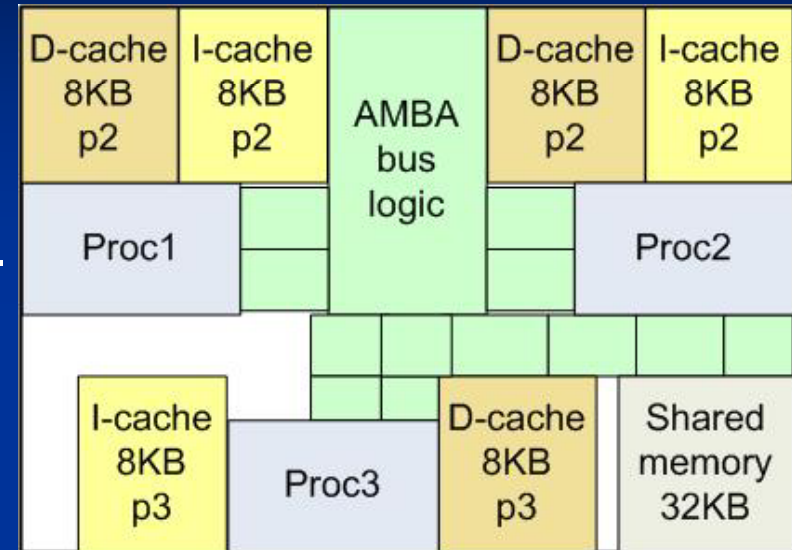 D-cache
8KB
p2
I-cache
8KB
p2
AMBA
bus
logic
D-cache
8KB
p2
I-cache
8KB
p2
Proc1
Proc2
I-cache
8KB
p3
Proc3
D-cache
8KB
p3
Shared
memory
32KB